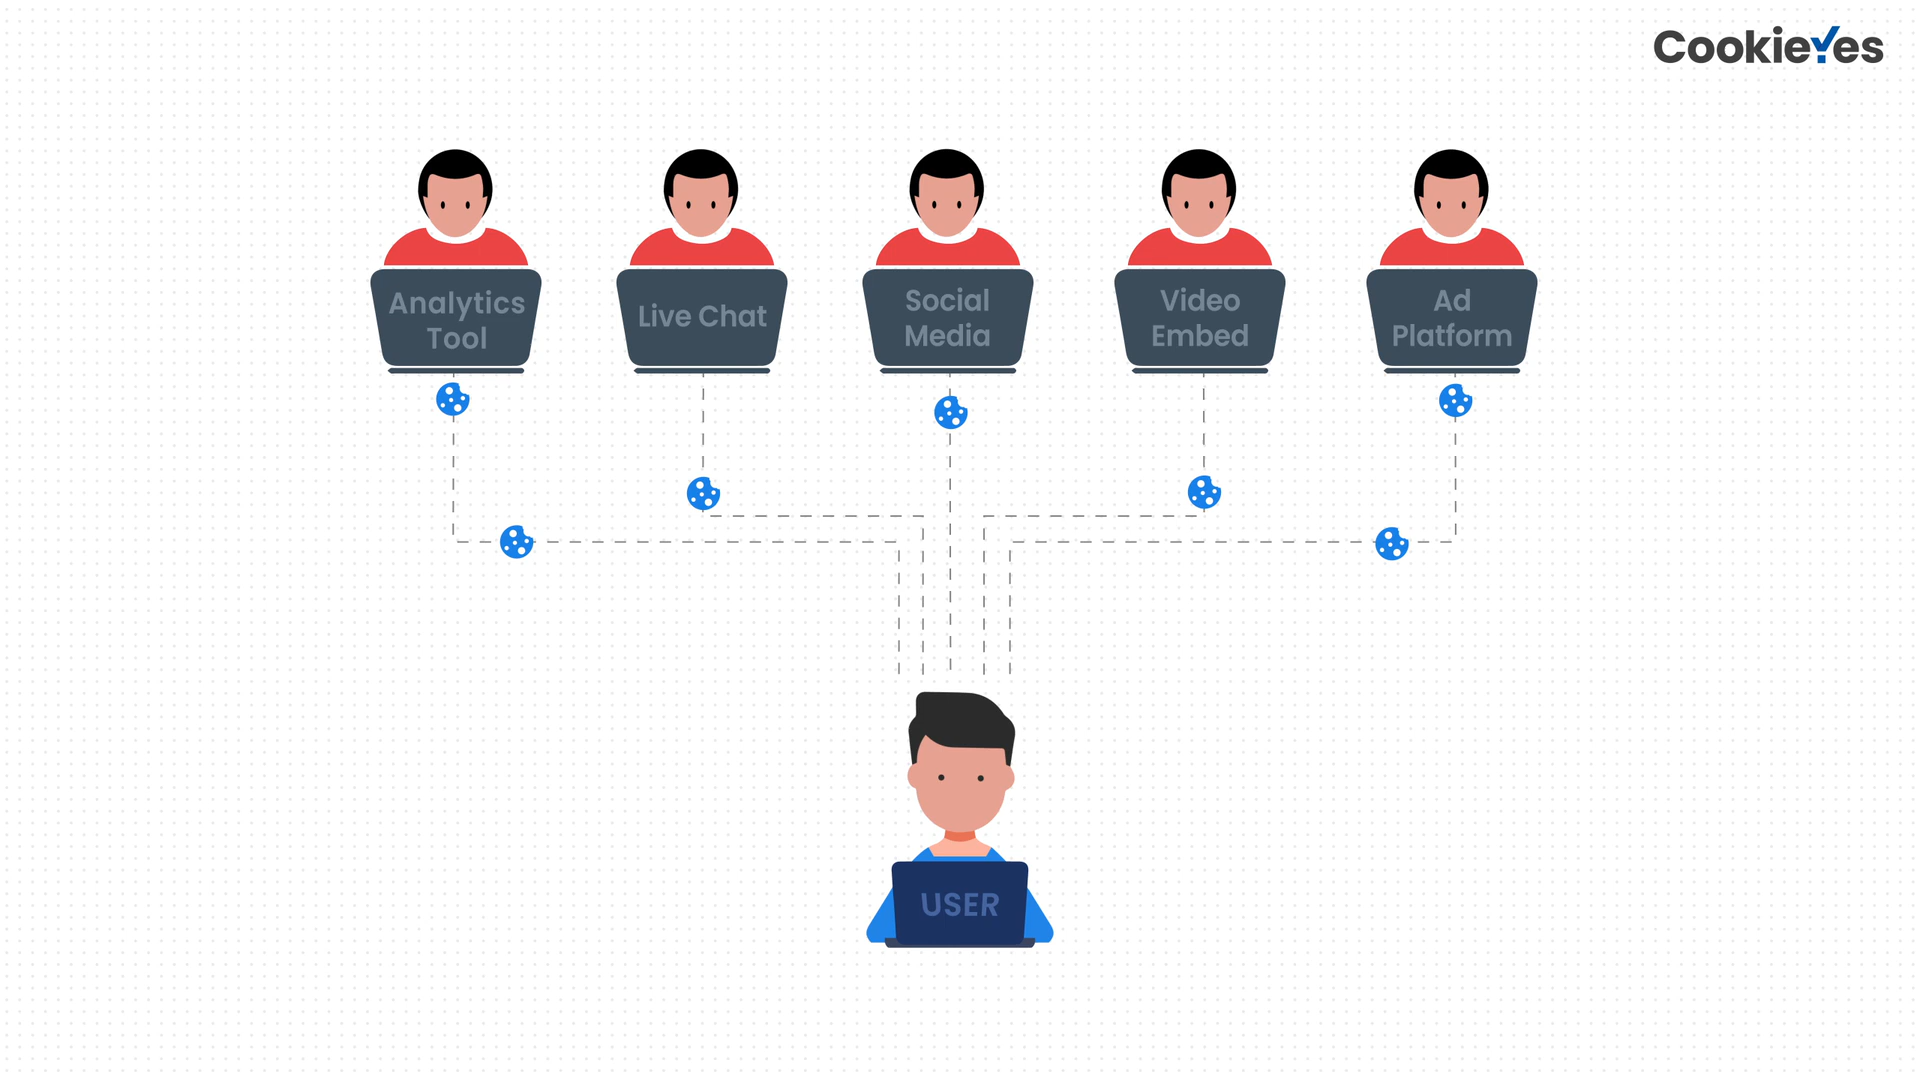 CookieYes
Analytics
Tool
Live Chat
Social
Media
Video
Embed
Ad
Platform
USER